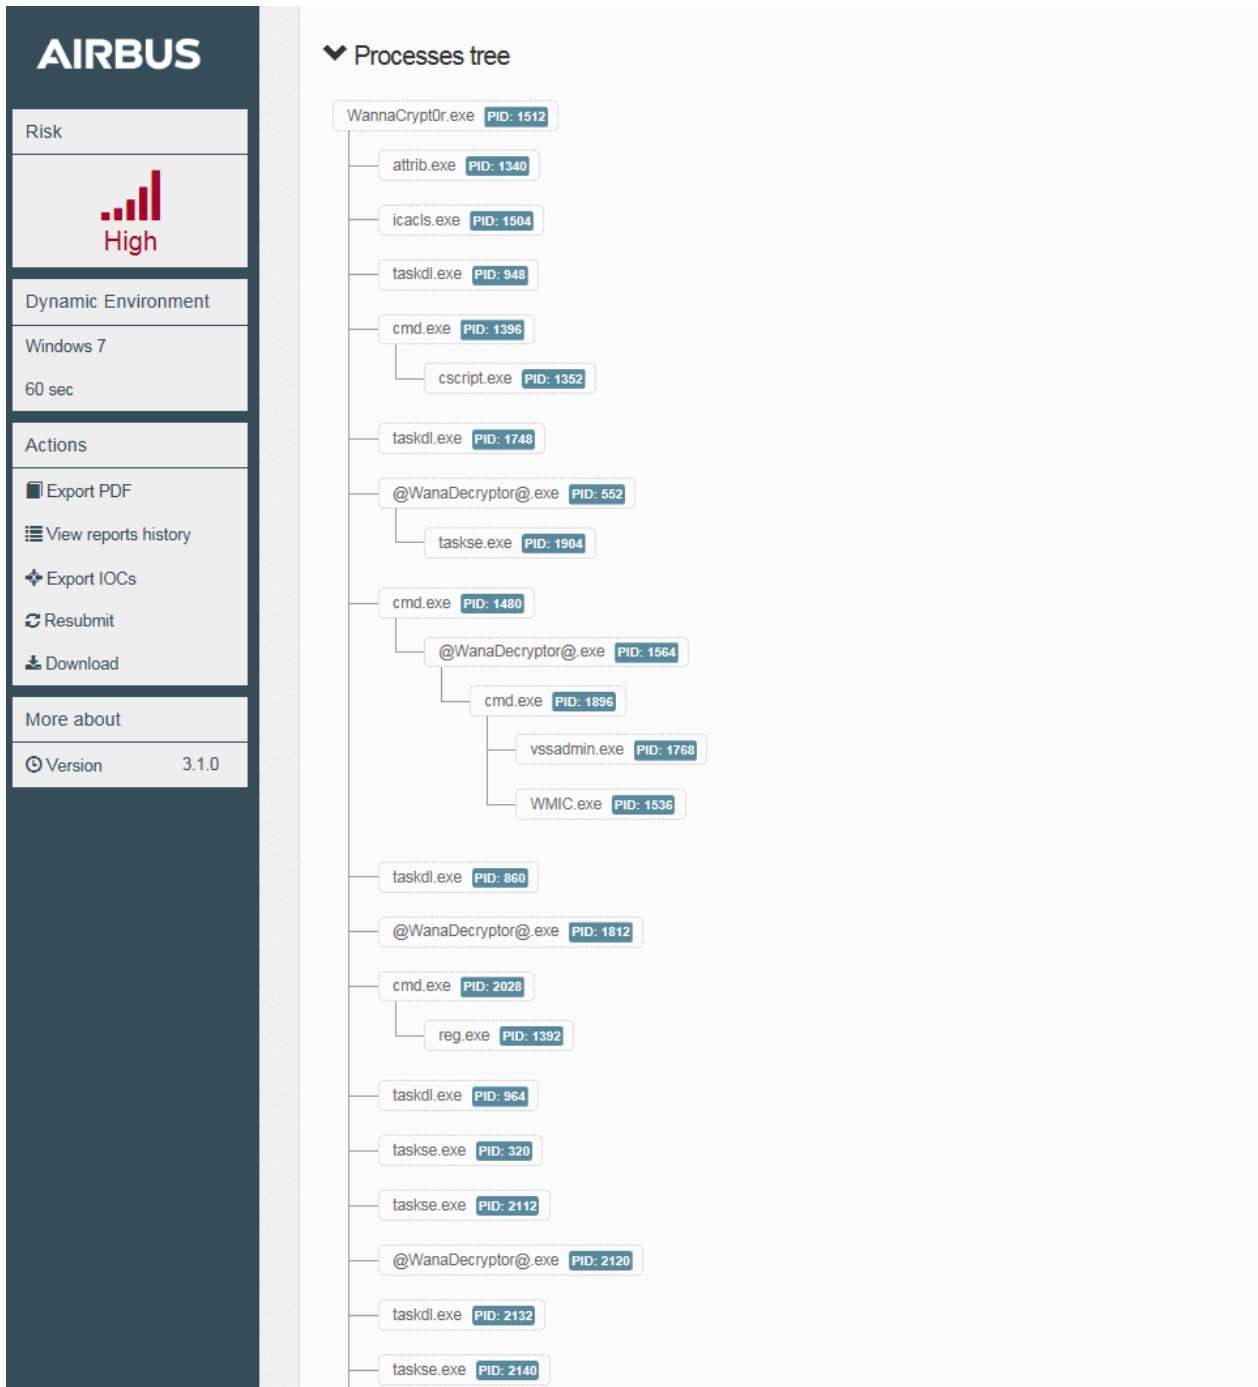 AIRBUS
Risk
High
Dynamic Environment
Windows 7
60 sec
Actions
Export PDF
View reports history
Export IOCs
Resubmit
Download
More about
Version 3.1.0
Processes tree
WannaCrypt0r.exe PID: 1512
attrib.exe PID: 1340
icacls.exe PID: 1504
taskdl.exe PID: 948
cmd.exe PID: 1396
cscript.exe PID: 1352
taskdl.exe PID: 1748
@WanaDecryptor@.exe PID: 552
taskse.exe PID: 1904
cmd.exe PID: 1480
@WanaDecryptor@.exe PID: 1564
cmd.exe PID: 1896
vssadmin.exe PID: 1768
WMIC.exe PID: 1536
taskdl.exe PID: 860
@WanaDecryptor@.exe PID: 1812
cmd.exe PID: 2028
reg.exe PID: 1392
taskdl.exe PID: 964
taskse.exe PID: 320
taskse.exe PID: 2112
@WanaDecryptor@.exe PID: 2120
taskdl.exe PID: 2132
taskse.exe PID: 2140